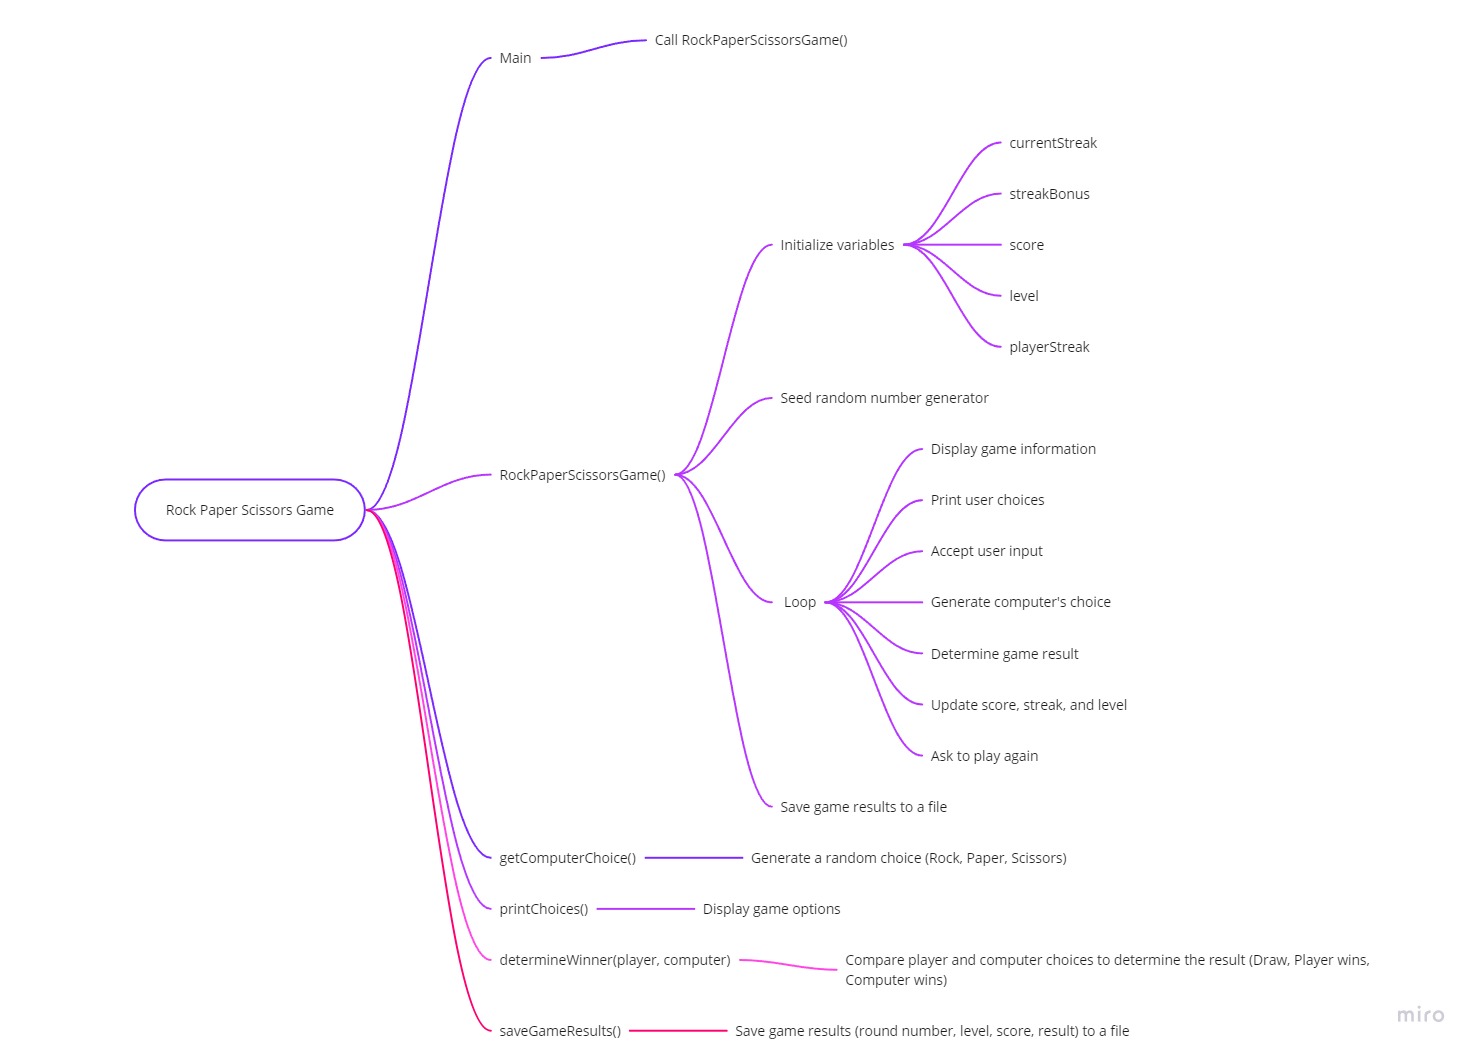 Call RockPaperScissorsGame()
Main
currentStreak
streakBonus
Initialize variables
score
level
playerStreak
Seed random number generator
Display game information
RockPaperScissorsGame()
Print user choices
Rock Paper Scissors Game
Accept user input
Loop
Generate computer's choice
Determine game result
Update score, streak, and level
Ask to play again
Save game results to a file
getComputerChoice()
Generate a random choice (Rock, Paper, Scissors)
printChoices()
Display game options
determineWinner(player, computer)
Compare player and computer choices to determine the result (Draw, Player wins,
Computer wins)
saveGameResults()
Save game results (round number, level, score, result) to a file
miro